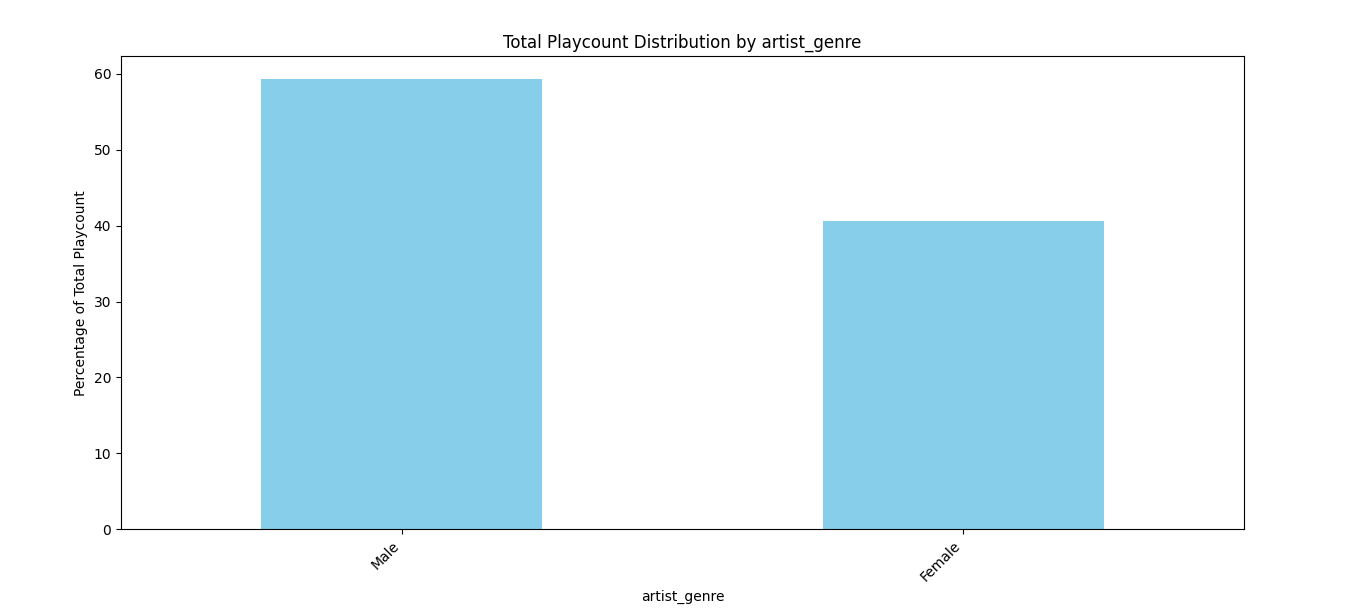 Total Playcount Distribution by artist_genre
Percentage of Total Playcount
60
50
40
30
20
10
0
Male
Female
artist_genre